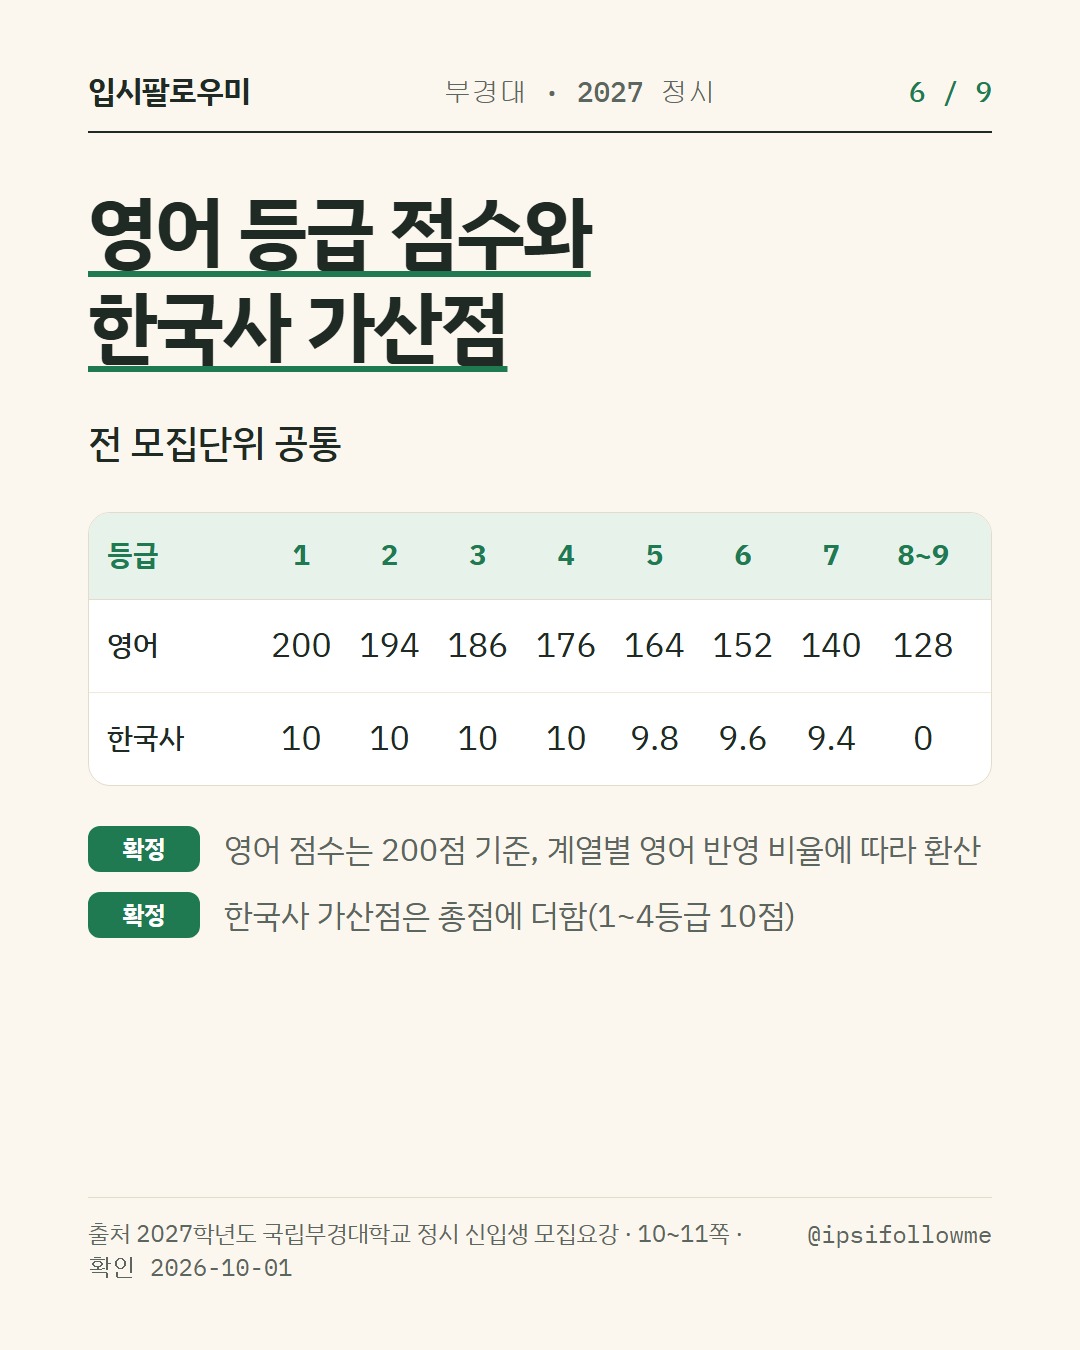 입시팔로우미 부경대 · 2027 정시 6 / 9
영어 등급 점수와
한국사 가산점
전 모집단위 공통
등급 1 2 3 4 5 6 7 8~9
영어 200 194 186 176 164 152 140 128
한국사 10 10 10 10 9.8 9.6 9.4 0
확정 영어 점수는 200점 기준, 계열별 영어 반영 비율에 따라 환산
확정 한국사 가산점은 총점에 더함(1~4등급 10점)
출처 2027학년도 국립부경대학교 정시 신입생 모집요강 · 10~11쪽 · @ipsifollowme
확인 2026-10-01